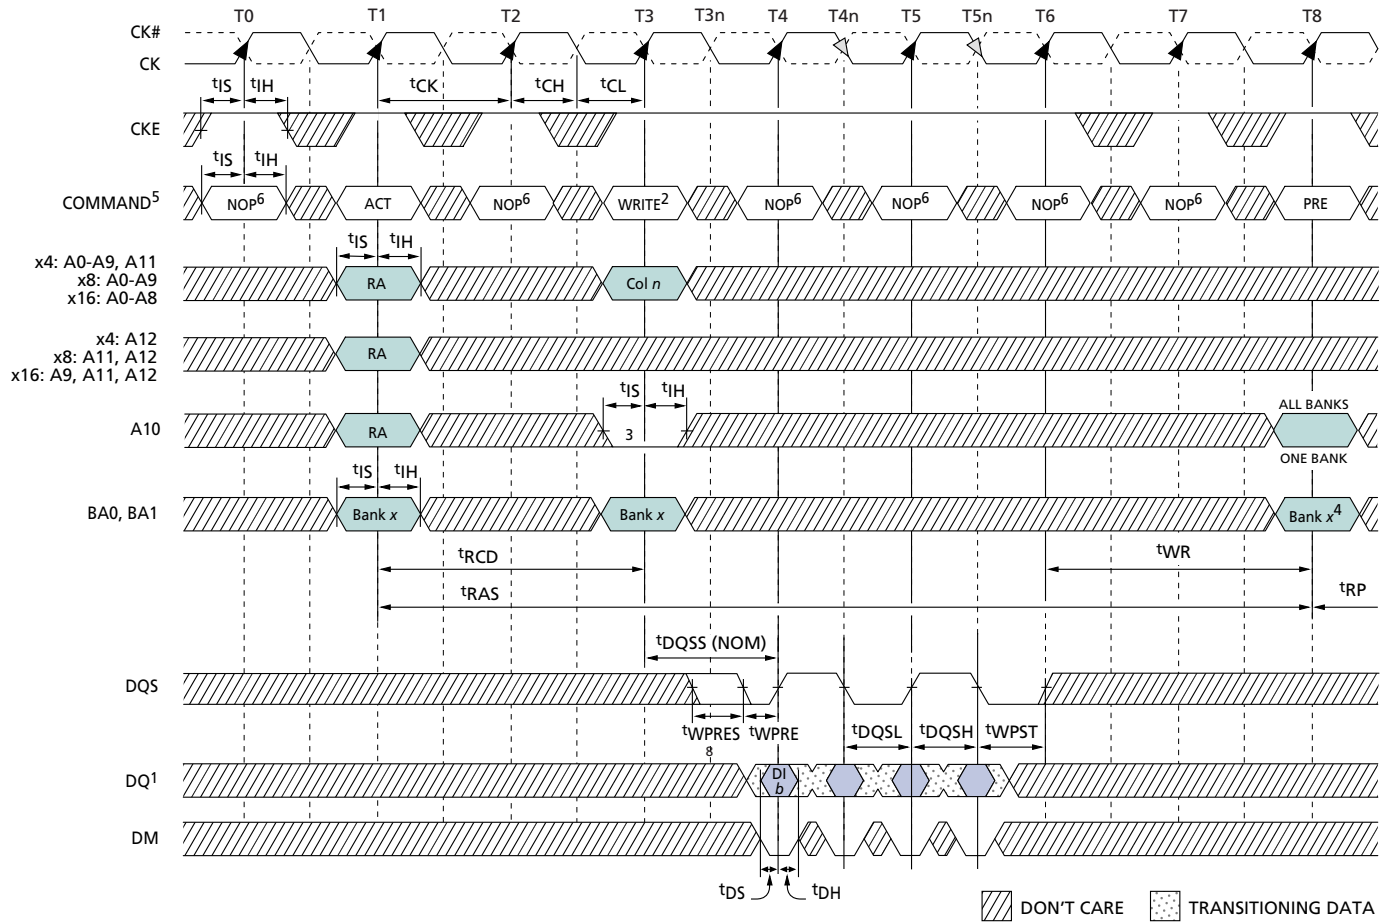 T0 T1 T2 T3 T3n T4 T4n T5 T5n T6 T7 T8
CK#
CK
tIS tIH tCK tCH tCL
CKE
tIS tIH
COMMAND5 NOP6 ACT NOP6 WRITE2 NOP6 NOP6 NOP6 NOP6 PRE
tIS tIH
x4: A0-A9, A11
x8: A0-A9
x16: A0-A8
RA Col n
x4: A12
x8: A11, A12
x16: A9, A11, A12
RA
tIS tIH
ALL BANKS
A10 RA 3
ONE BANK
tIS tIH
BA0, BA1 Bank x Bank x Bank x4
tRCD tWR
tRAS tRP
tDQSS (NOM)
DQS
tWPRES tWPRE tDQSL tDQSH tWPST
8
DQ1 DI
b
DM
tDS tDH
DON'T CARE TRANSITIONING DATA